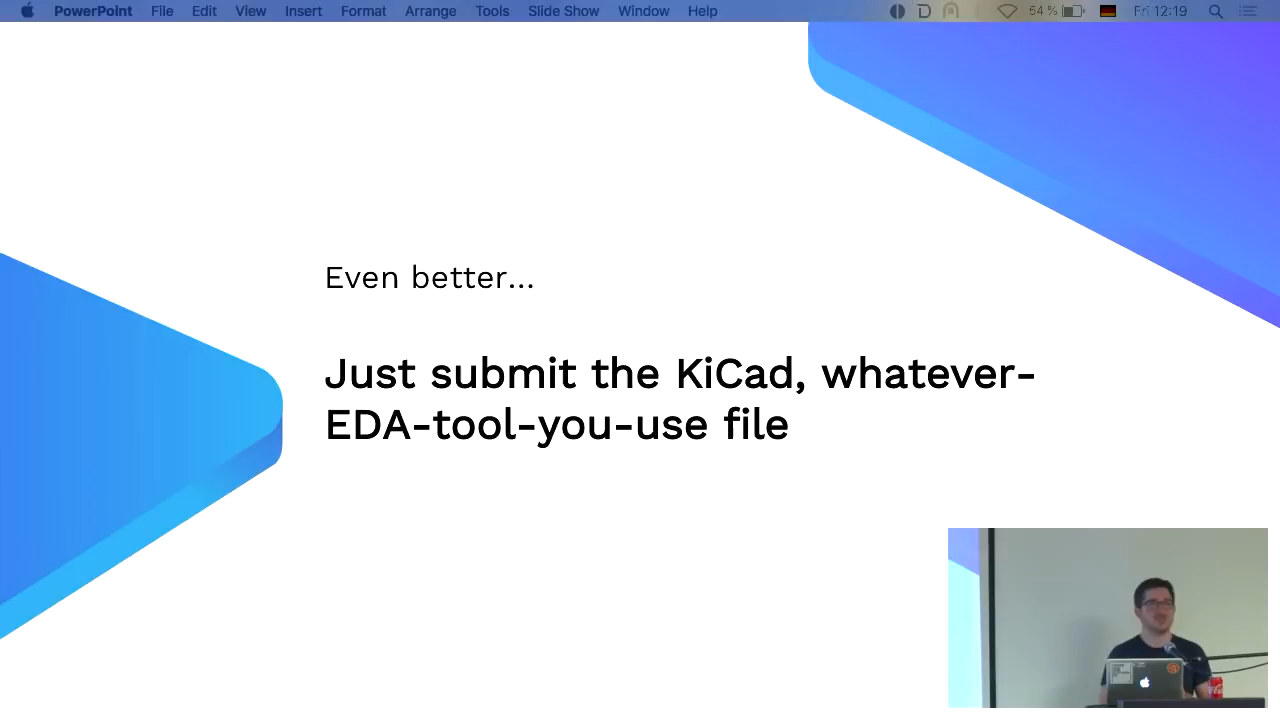 PowerPoint File Edit View Insert Format Arrange Tools Slide Show Window Help 54 % Fri 12:19
Even better...
Just submit the KiCad, whatever-
EDA-tool-you-use file